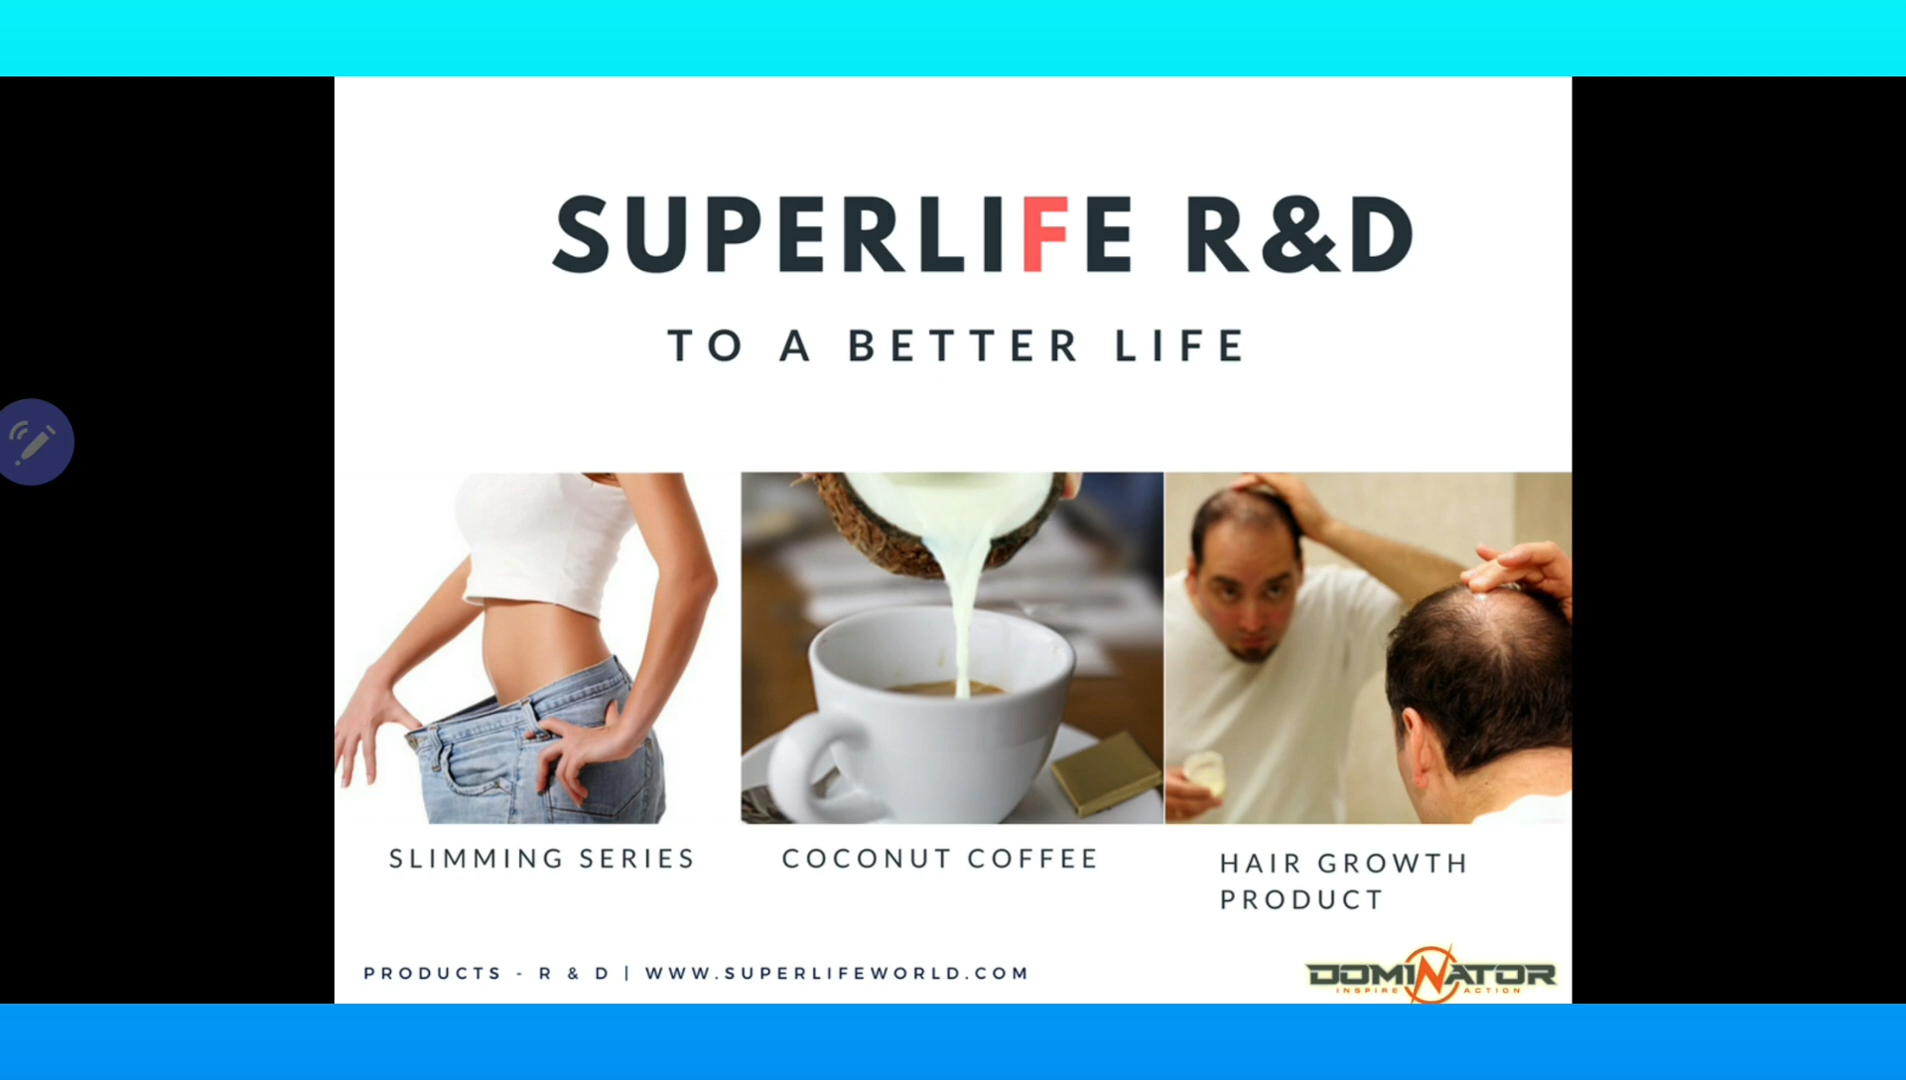 SUPERLIFE R&D
TO A BETTER LIFE
SLIMMING SERIES
COCONUT COFFEE
HAIR GROWTH
PRODUCT
PRODUCTS - R & D | WWW.SUPERLIFEWORLD.COM
DOMINATOR
INSPIRE ACTION